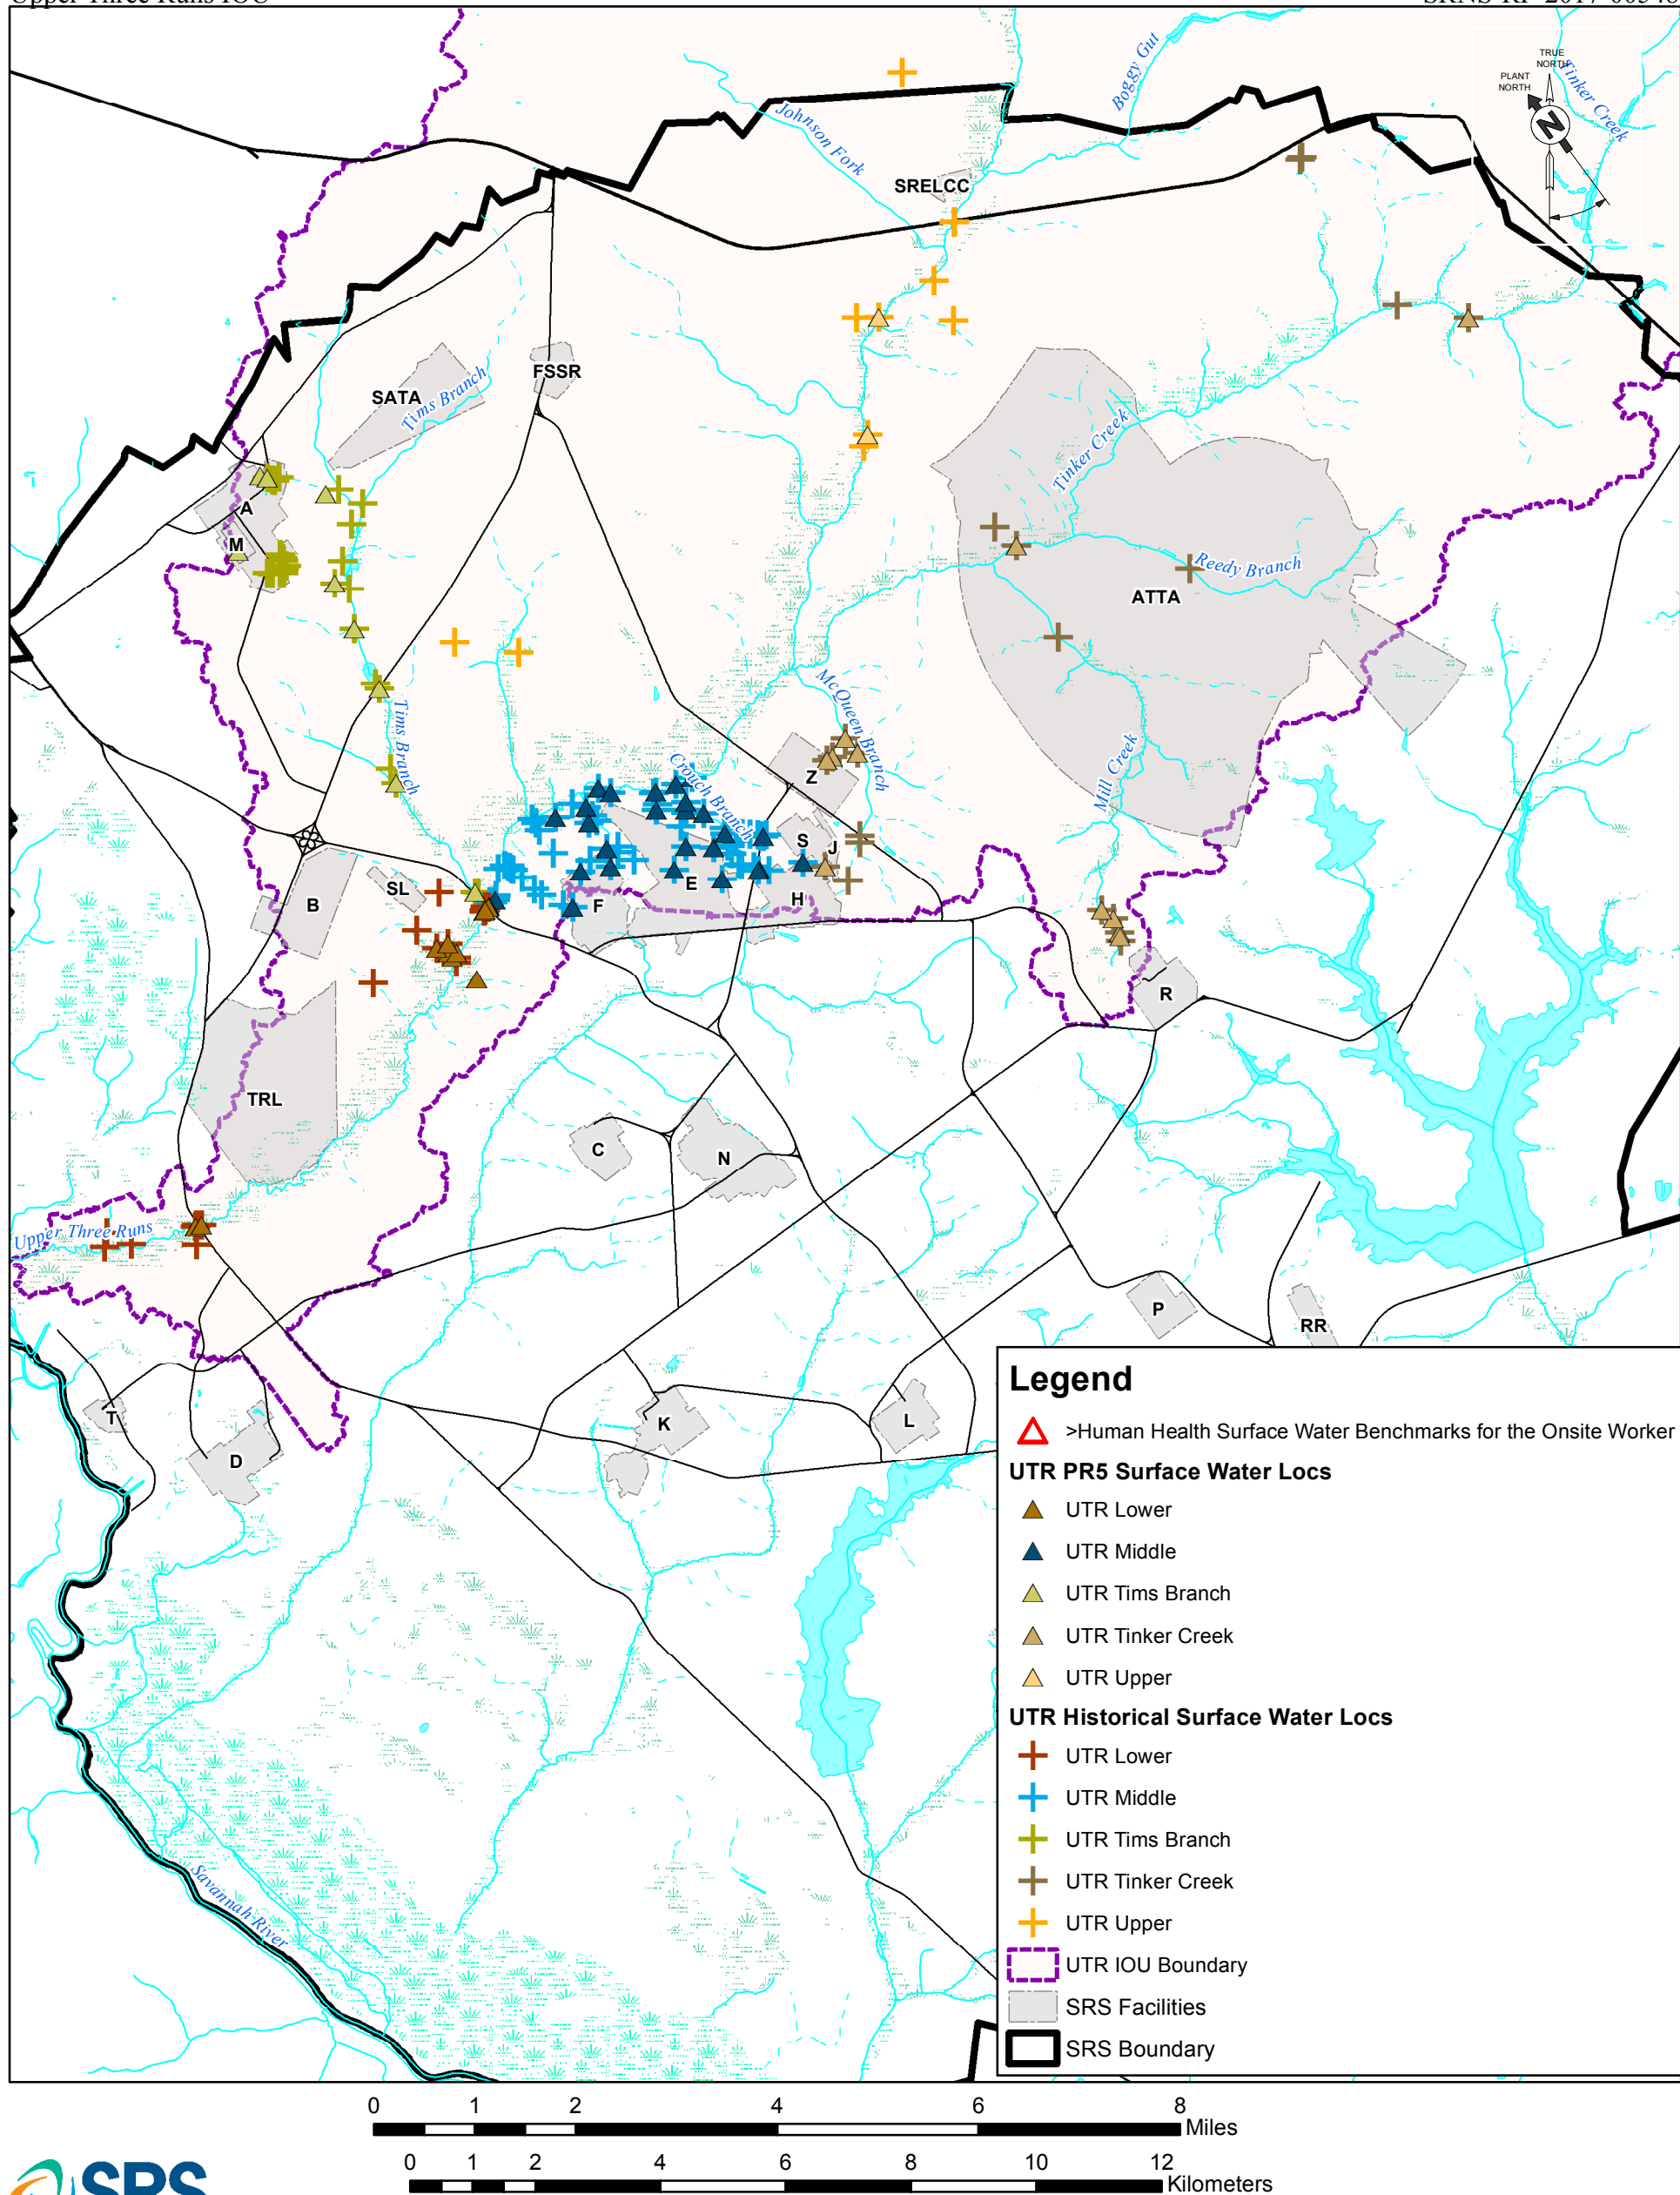 Upper Three Runs IOU
TRUE
NORTH
PLANT
NORTH
N
Tinker Creek
Boggy Gut
Johnson Fork
SRELCC
FSSR
SATA
Tims Branch
A
M
Tinker Creek
Reedy Branch
ATTA
McQueen Branch
Tims Branch
Crouch Branch
Mill Creek
Z
S
J
SL
B
E
F
H
R
TRL
C
N
Upper Three Runs
P
RR
T
K
L
D
Savannah River
Legend
>Human Health Surface Water Benchmarks for the Onsite Worker
UTR PR5 Surface Water Locs
UTR Lower
UTR Middle
UTR Tims Branch
UTR Tinker Creek
UTR Upper
UTR Historical Surface Water Locs
UTR Lower
UTR Middle
UTR Tims Branch
UTR Tinker Creek
UTR Upper
UTR IOU Boundary
SRS Facilities
SRS Boundary
0 1 2 4 6 8
Miles
0 1 2 4 6 8 10 12
Kilometers
SRS